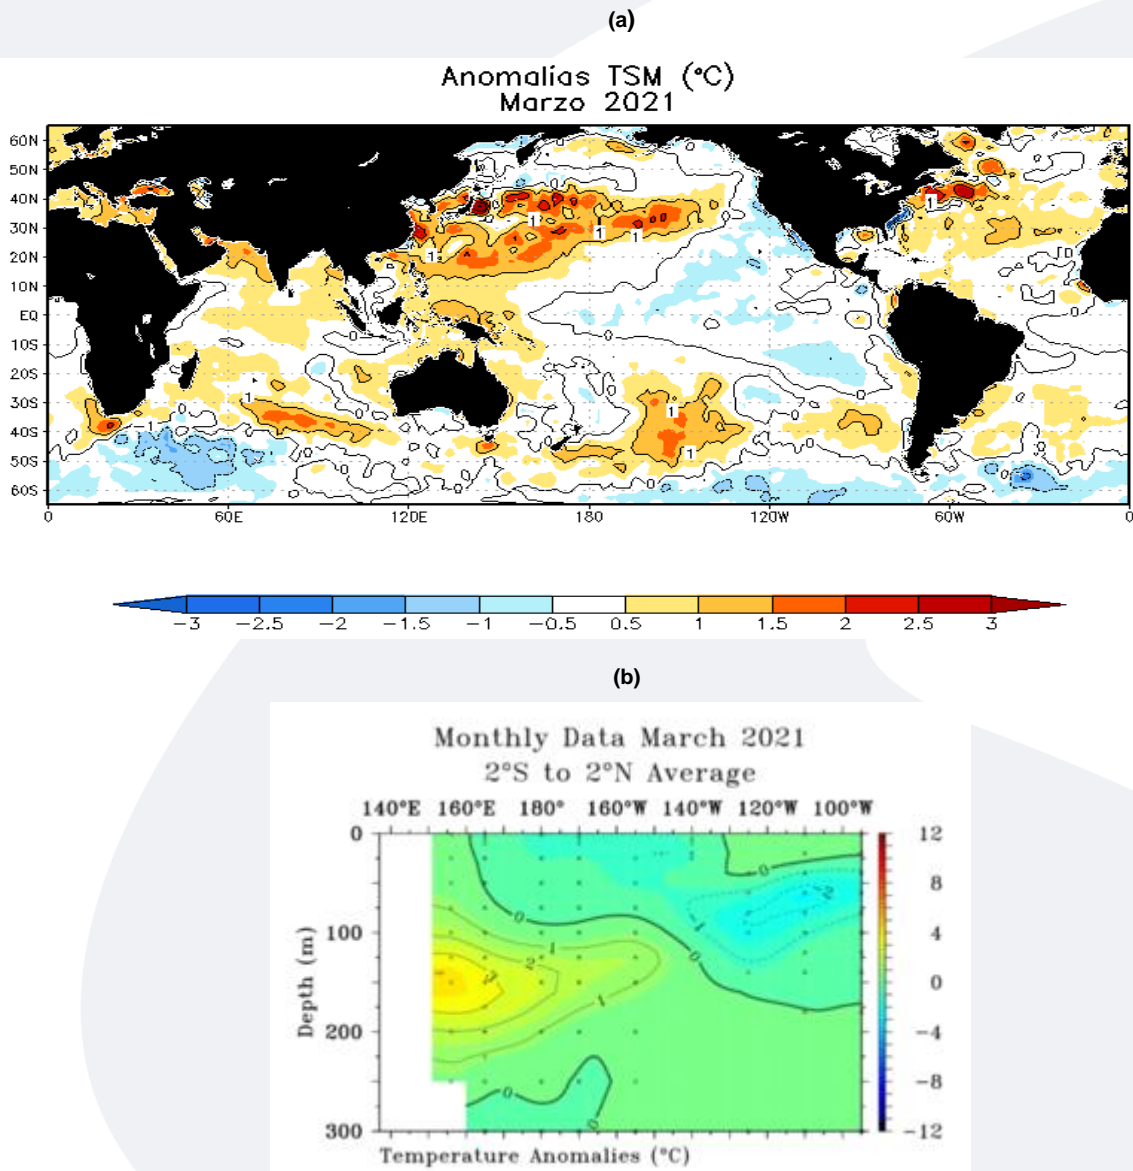 (a)
Anomalías TSM (°C)
Marzo 2021
60N
50N
40N
30N
20N
10N
EQ
10S
20S
30S
40S
50S
60S
0 60E 120E 180 120W 60W 0
−3 −2.5 −2 −1.5 −1 −0.5 0.5 1 1.5 2 2.5 3
(b)
Monthly Data March 2021
2°S to 2°N Average
140°E 160°E 180° 160°W 140°W 120°W 100°W
0
100
200
300
Depth (m)
12
8
4
0
−4
−8
−12
Temperature Anomalies (°C)